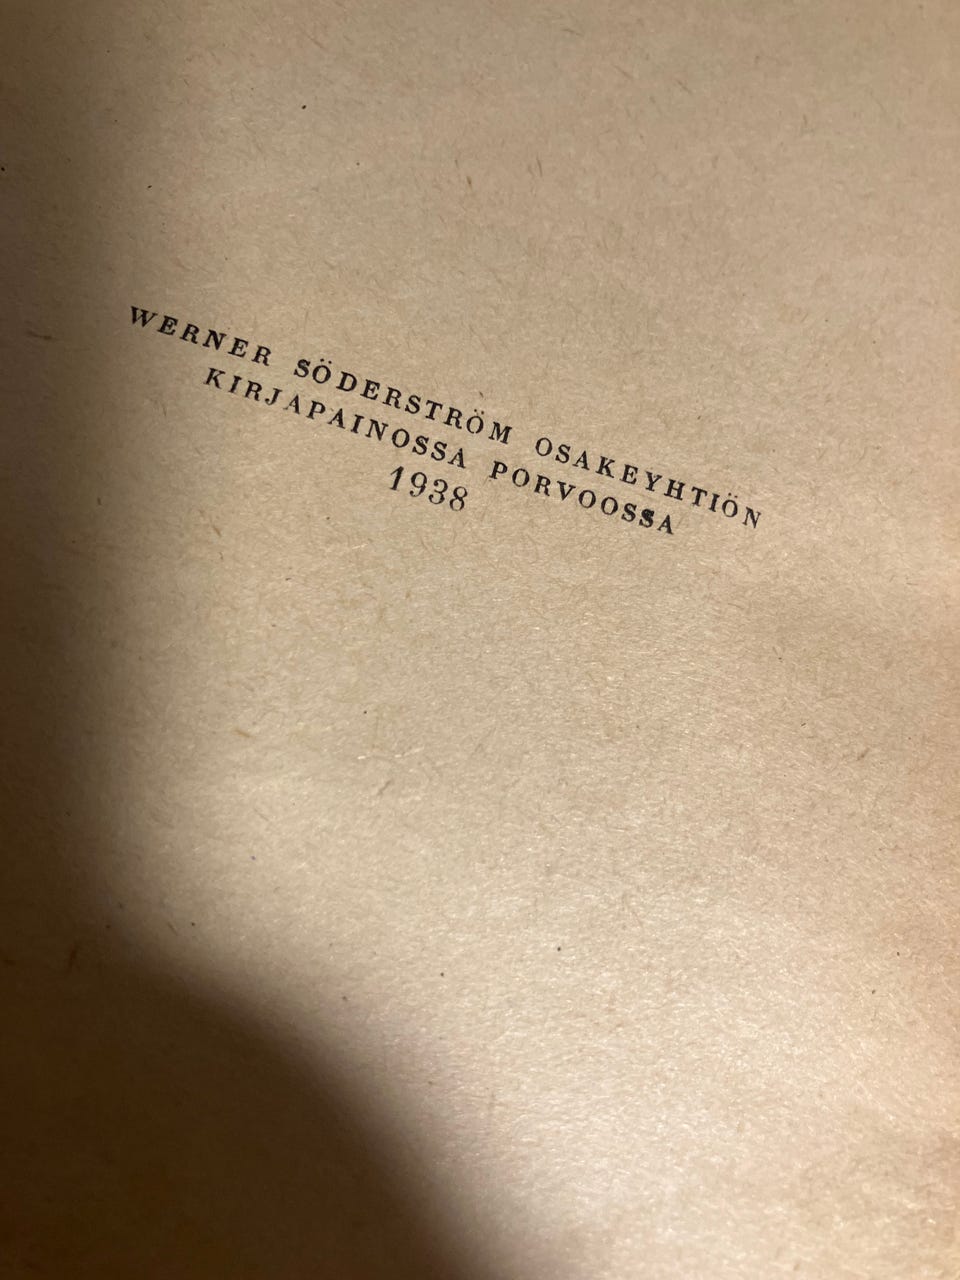 WERNER SÖDERSTRÖM OSAKEYHTIÖN
KIRJAPAINOSSA PORVOOSSA
1938